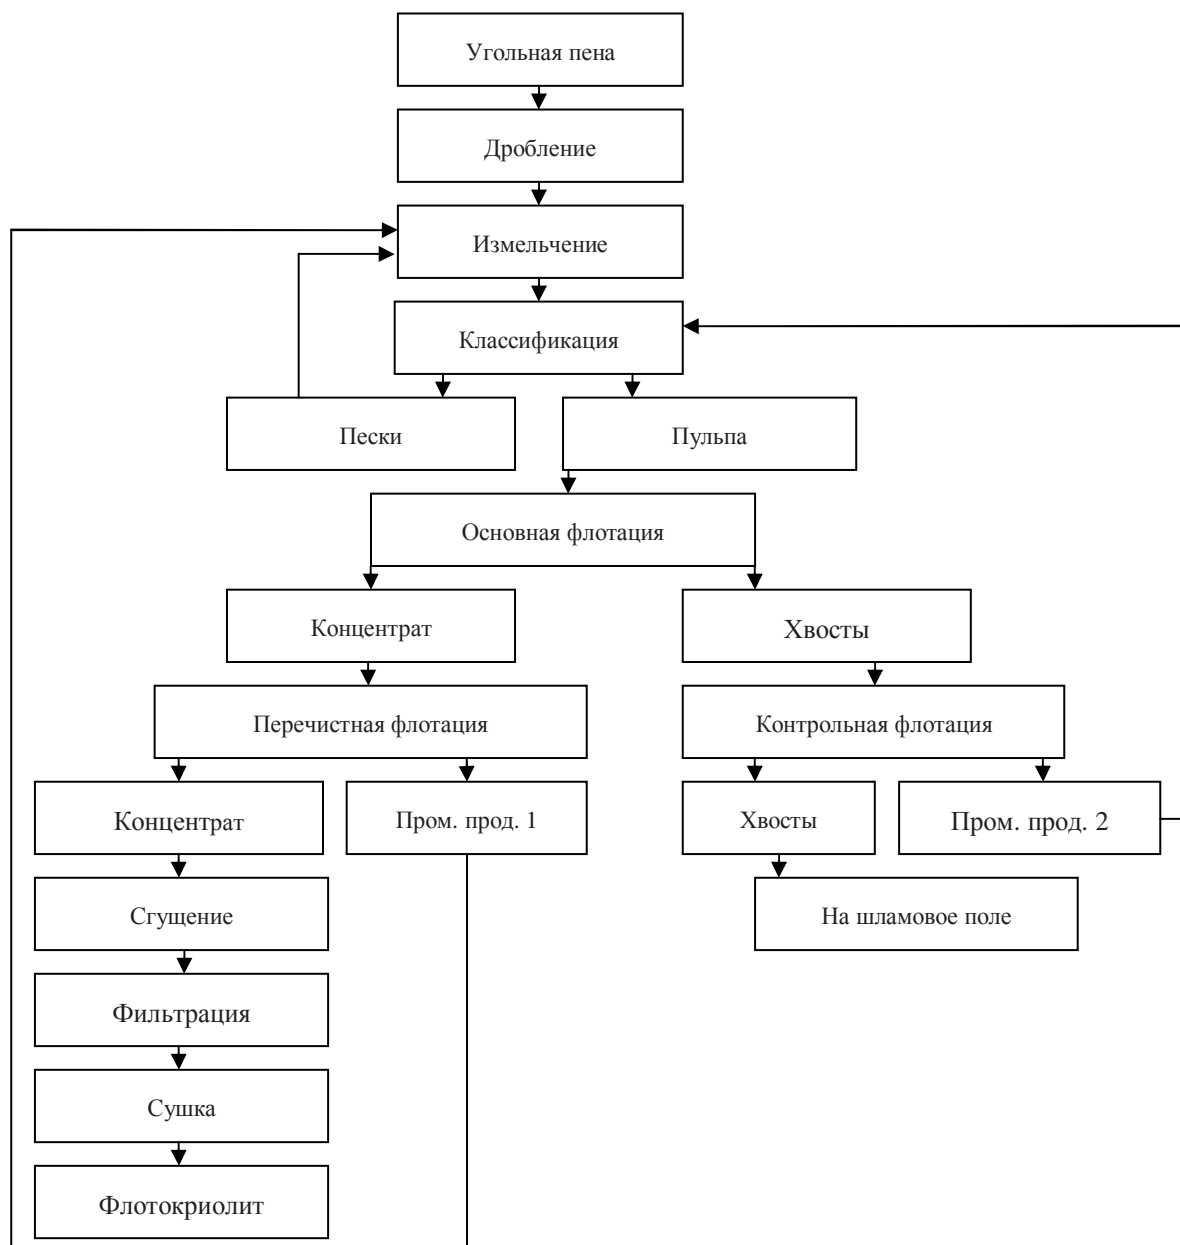 Угольная пена
Дробление
Измельчение
Классификация
Пески
Пульпа
Основная флотация
Концентрат
Хвосты
Перечистная флотация
Контрольная флотация
Концентрат
Пром. прод. 1
Хвосты
Пром. прод. 2
Сгущение
На шламовое поле
Фильтрация
Сушка
Флотокриолит